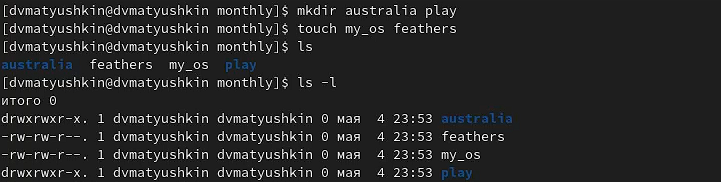 [dvmatyushkin@dvmatyushkin monthly]$ mkdir australia play
[dvmatyushkin@dvmatyushkin monthly]$ touch my_os feathers
[dvmatyushkin@dvmatyushkin monthly]$ ls
australia  feathers  my_os  play
[dvmatyushkin@dvmatyushkin monthly]$ ls -l
итого 0
drwxrwxr-x. 1 dvmatyushkin dvmatyushkin 0 мая  4 23:53 australia
-rw-rw-r--. 1 dvmatyushkin dvmatyushkin 0 мая  4 23:53 feathers
-rw-rw-r--. 1 dvmatyushkin dvmatyushkin 0 мая  4 23:53 my_os
drwxrwxr-x. 1 dvmatyushkin dvmatyushkin 0 мая  4 23:53 play